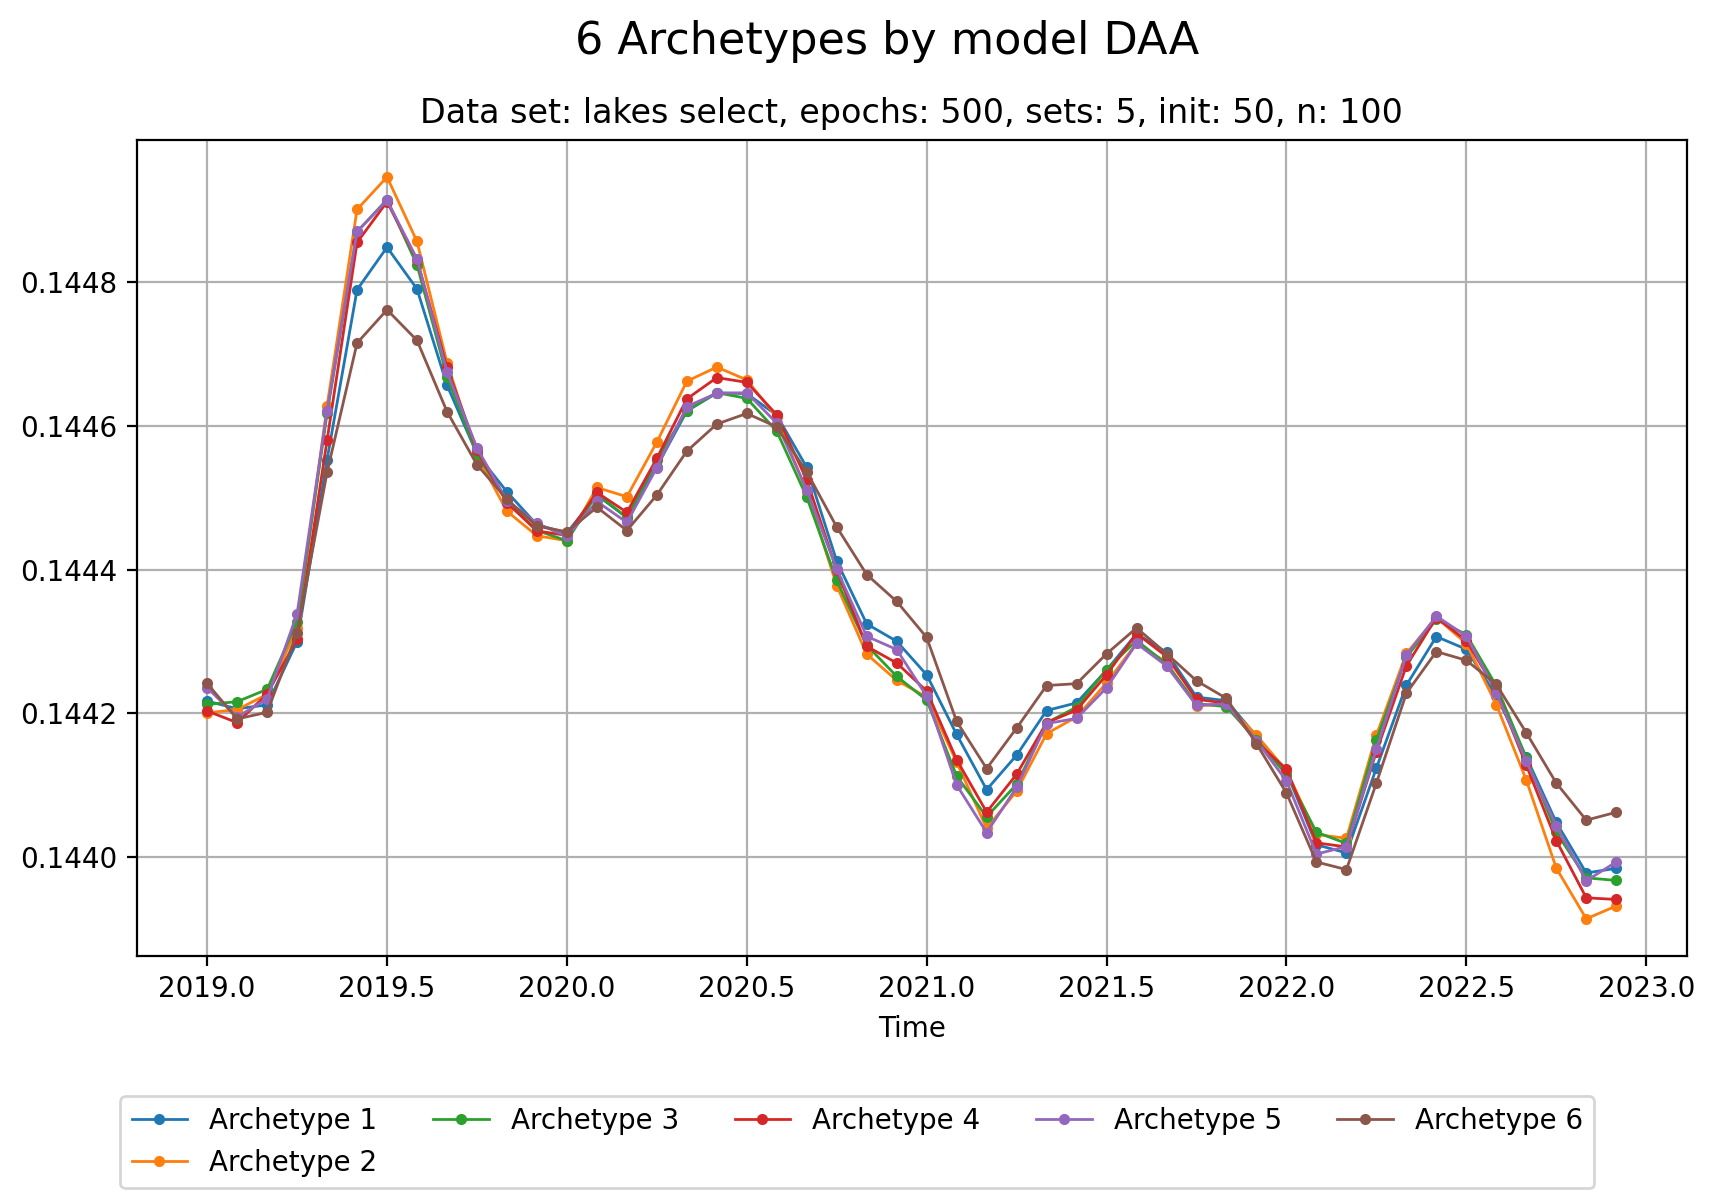 6 Archetypes by model DAA
Data set: lakes select, epochs: 500, sets: 5, init: 50, n: 100
0.1448
0.1446
0.1444
0.1442
0.1440
2019.0 2019.5 2020.0 2020.5 2021.0 2021.5 2022.0 2022.5 2023.0
Time
Archetype 1 Archetype 3 Archetype 4 Archetype 5 Archetype 6
Archetype 2